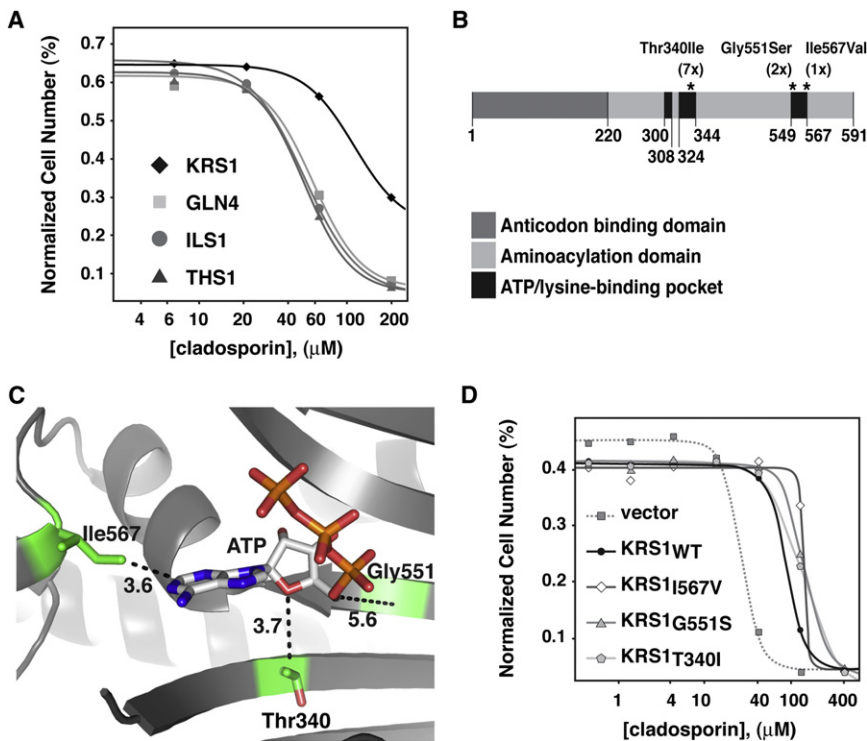 A
Normalized Cell Number (%)
0.7
0.6
0.5
0.4
0.3
0.2
0.1
KRS1
GLN4
ILS1
THS1
4 6 10 20 40 60 100 200
[cladosporin], (μM)
B
Thr340Ile Gly551Ser Ile567Val
(7x) (2x) (1x)
* * *
1 220 300 344 549 567 591
308 324
Anticodon binding domain
Aminoacylation domain
ATP/lysine-binding pocket
C
Ile567
ATP
Gly551
3.6
5.6
3.7
Thr340
D
Normalized Cell Number (%)
0.4
0.3
0.2
0.1
vector
KRS1WT
KRS1I567V
KRS1G551S
KRS1T340I
1 4 10 40 100 400
[cladosporin], (μM)